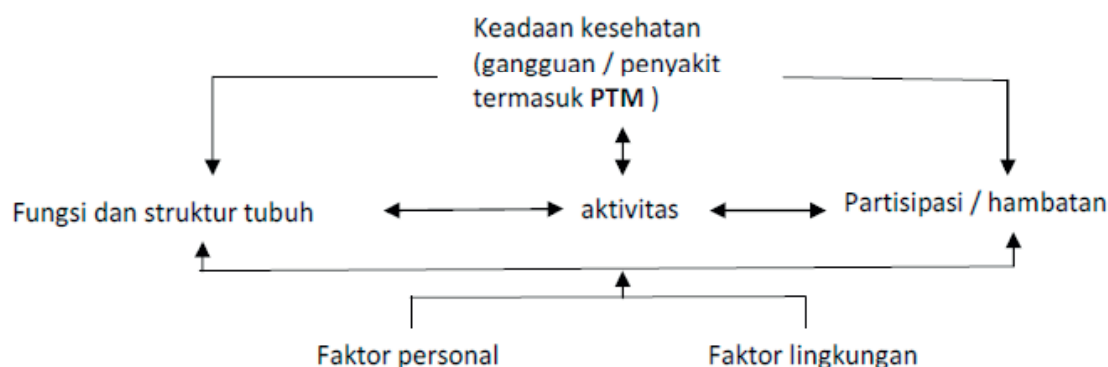 Keadaan kesehatan
(gangguan / penyakit
termasuk PTM )
Fungsi dan struktur tubuh
aktivitas
Partisipasi / hambatan
Faktor personal
Faktor lingkungan